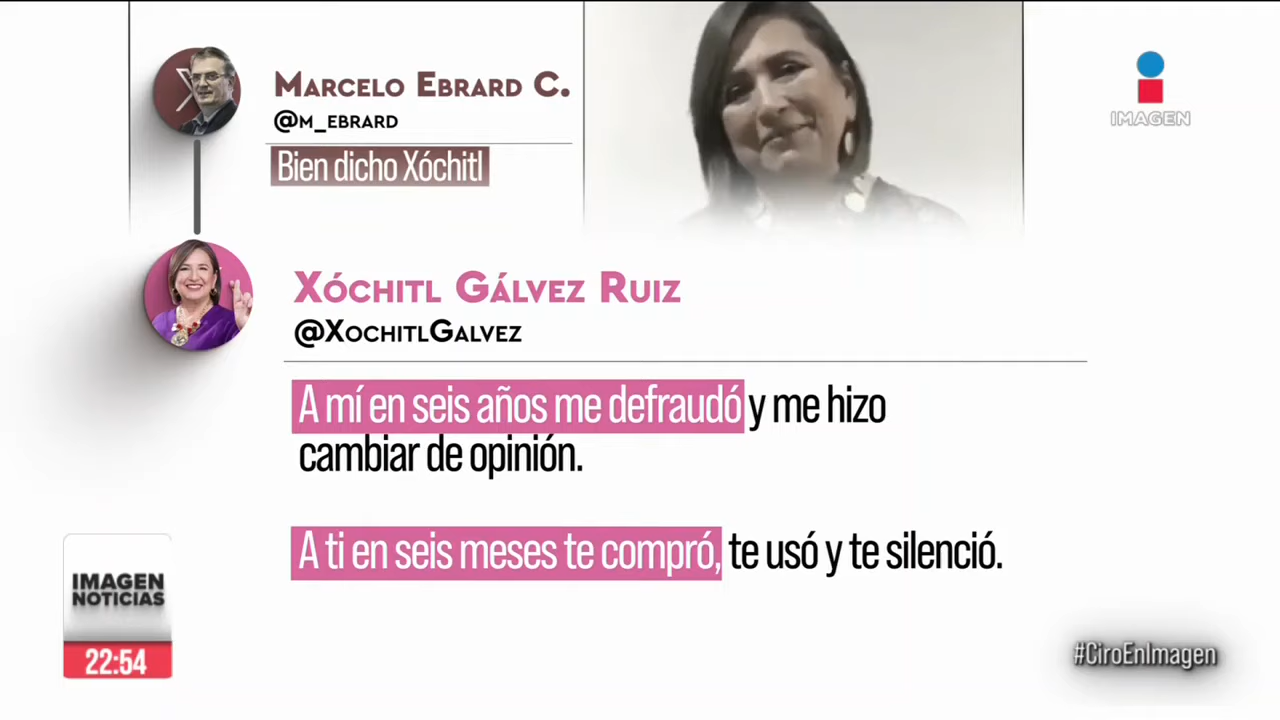 MARCELO EBRARD C.
@M_EBRARD
Bien dicho Xóchitl
IMAGEN
XÓCHITL GÁLVEZ RUIZ
@XOCHITLGALVEZ
A mí en seis años me defraudó y me hizo
cambiar de opinión.
A ti en seis meses te compró, te usó y te silenció.
IMAGEN
NOTICIAS
22:54
#CiroEnImagen